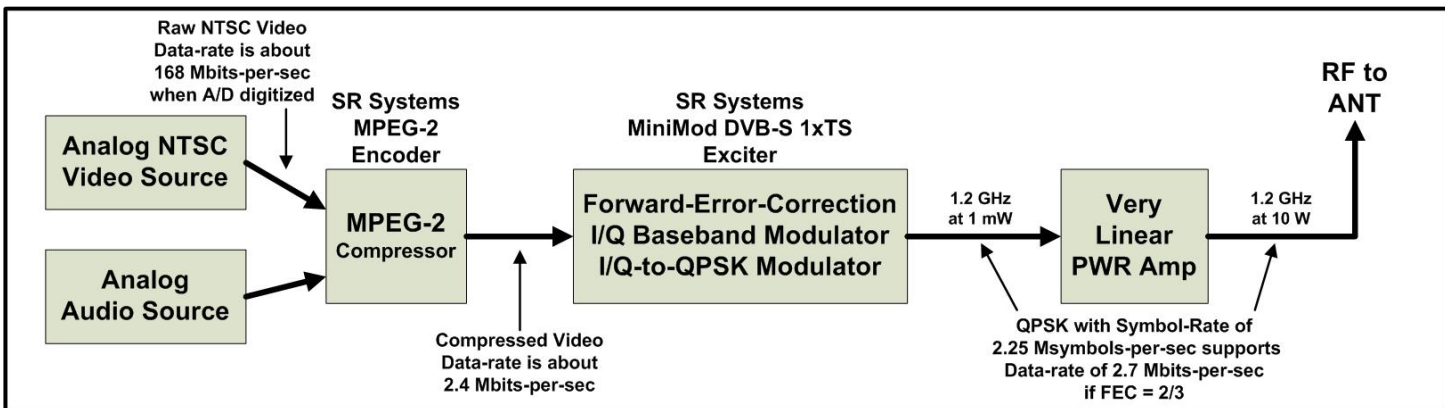 Raw NTSC Video
Data-rate is about
168 Mbits-per-sec
when A/D digitized
SR Systems
MPEG-2
Encoder
SR Systems
MiniMod DVB-S 1xTS
Exciter
RF to
ANT
Analog NTSC
Video Source
MPEG-2
Compressor
Forward-Error-Correction
I/Q Baseband Modulator
I/Q-to-QPSK Modulator
1.2 GHz
at 1 mW
Very
Linear
PWR Amp
1.2 GHz
at 10 W
Analog
Audio Source
Compressed Video
Data-rate is about
2.4 Mbits-per-sec
QPSK with Symbol-Rate of
2.25 Msymbols-per-sec supports
Data-rate of 2.7 Mbits-per-sec
if FEC = 2/3